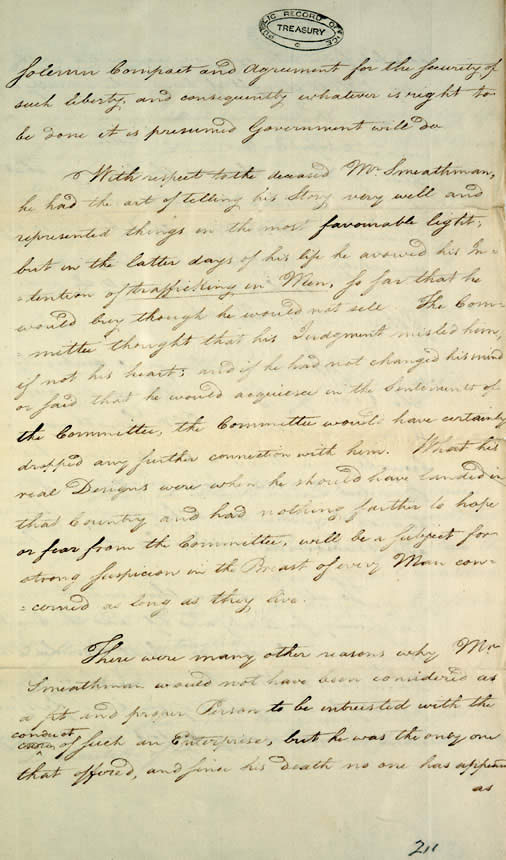 PUBLIC RECORD OFFICE
TREASURY
C
Solemn Compact and Agreement for the Security of
such liberty, and consequently whatever is right to
be done it is presumed Government will do
With respect to the deceased Mr Smeathman,
he had the art of telling his Story very well and
represented things in the most favourable light;
but in the latter days of his life he avowed his In-
-tention of trafficking in Men, so far that he
would buy though he would not sell. The Com-
-mittee thought that his Judgment misled him,
if not his heart; and if he had not changed his mind
or said that he would acquiesce in the Sentiments of
the Committee, the Committee would have certainly
dropped any further connection with him. What his
real Designs were when he should have landed in
that Country and had nothing farther to hope
or fear from the Committee, will be a subject for
strong suspicion in the Breast of every Man con-
-cerned as long as they live.
There were many other reasons why Mr
Smeathman would not have been considered as
a fit and proper Person to be intrusted with the
conduct
of such an Enterprise, but he was the only one
that offered, and since his death no one has appeared
as